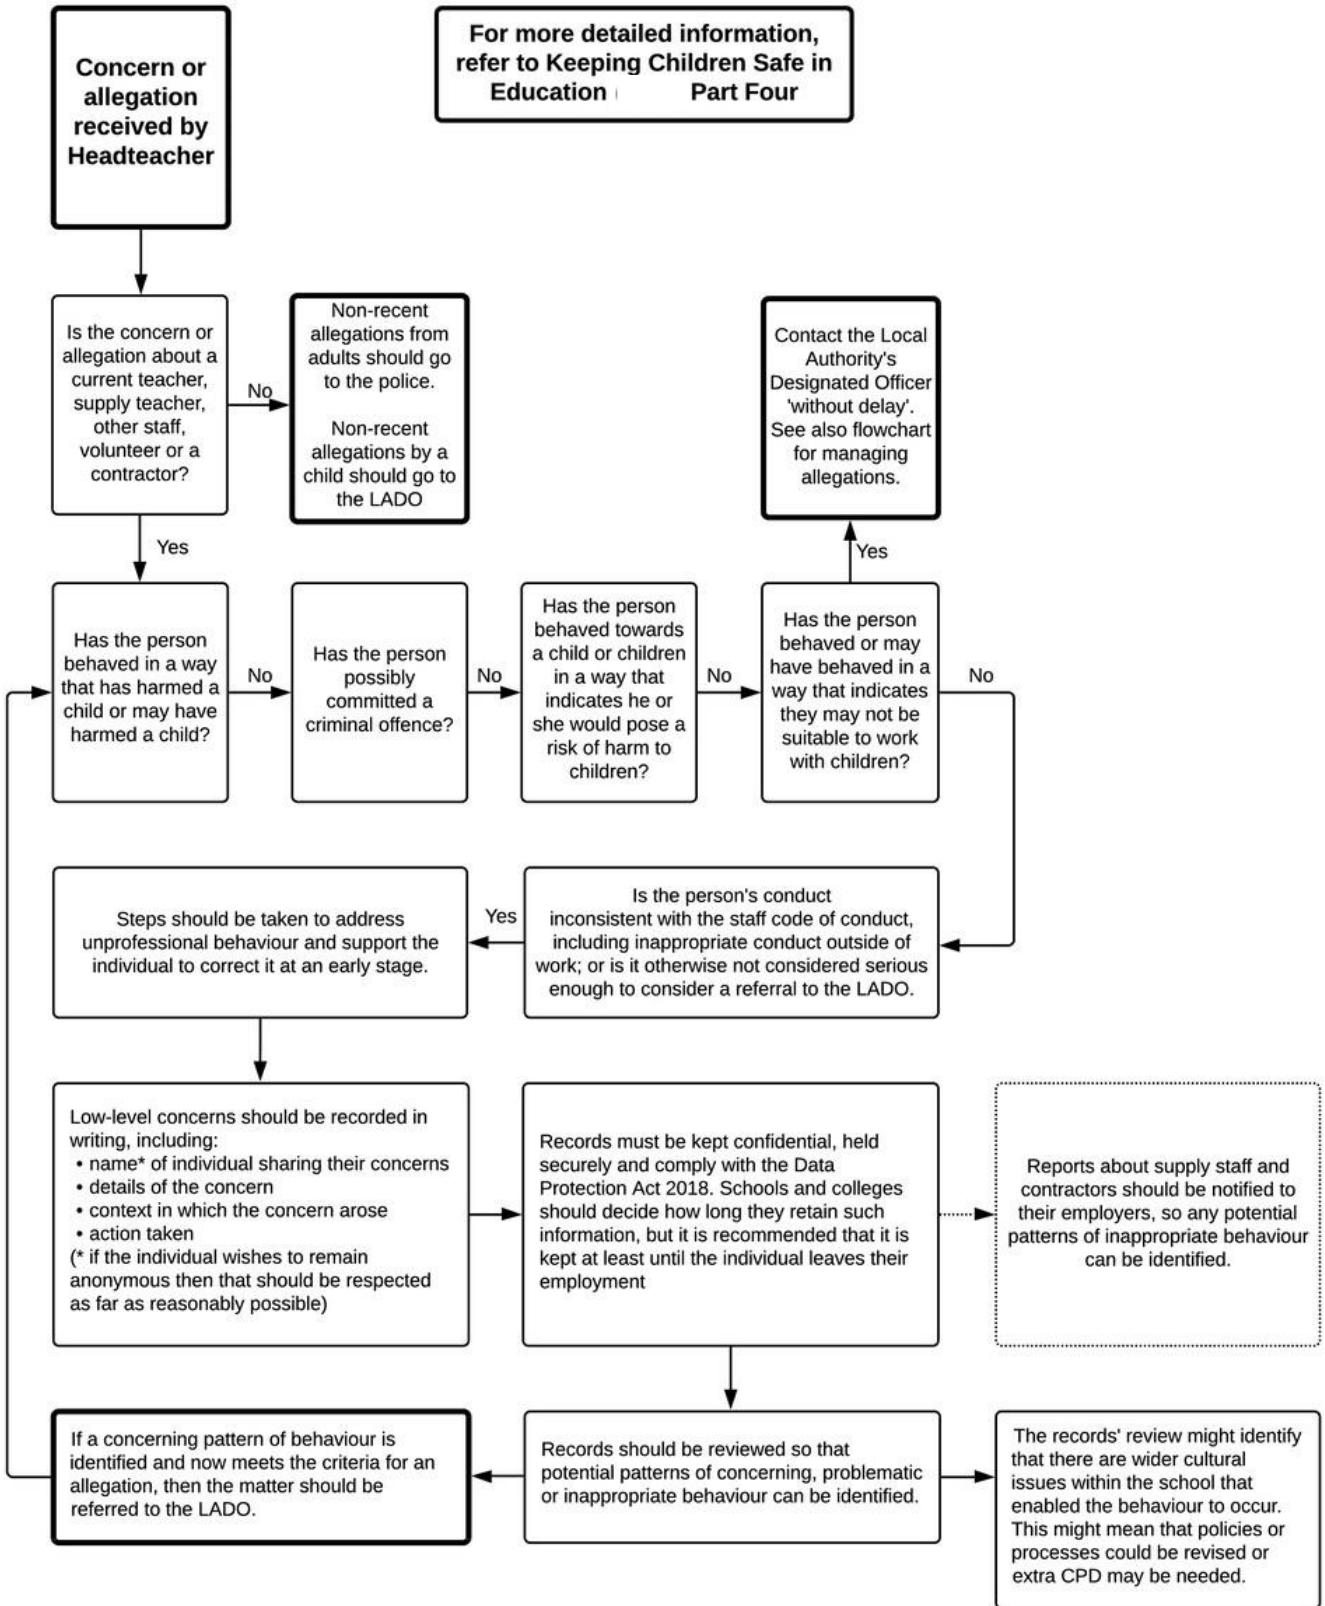 Concern or
allegation
received by
Headteacher
For more detailed information,
refer to Keeping Children Safe in
Education Part Four
Is the concern or
allegation about a
current teacher,
supply teacher,
other staff,
volunteer or a
contractor?
No
Non-recent
allegations from
adults should go
to the police.
Non-recent
allegations by a
child should go to
the LADO
Contact the Local
Authority's
Designated Officer
'without delay'.
See also flowchart
for managing
allegations.
Yes
Yes
Has the person
behaved in a way
that has harmed a
child or may have
harmed a child?
No
Has the person
possibly
committed a
criminal offence?
No
Has the person
behaved towards
a child or children
in a way that
indicates he or
she would pose a
risk of harm to
children?
No
Has the person
behaved or may
have behaved in a
way that indicates
they may not be
suitable to work
with children?
No
Steps should be taken to address
unprofessional behaviour and support the
individual to correct it at an early stage.
Yes
Is the person's conduct
inconsistent with the staff code of conduct,
including inappropriate conduct outside of
work; or is it otherwise not considered serious
enough to consider a referral to the LADO.
Low-level concerns should be recorded in
writing, including:
• name* of individual sharing their concerns
• details of the concern
• context in which the concern arose
• action taken
(* if the individual wishes to remain
anonymous then that should be respected
as far as reasonably possible)
Records must be kept confidential, held
securely and comply with the Data
Protection Act 2018. Schools and colleges
should decide how long they retain such
information, but it is recommended that it is
kept at least until the individual leaves their
employment
Reports about supply staff and
contractors should be notified to
their employers, so any potential
patterns of inappropriate behaviour
can be identified.
If a concerning pattern of behaviour is
identified and now meets the criteria for an
allegation, then the matter should be
referred to the LADO.
Records should be reviewed so that
potential patterns of concerning, problematic
or inappropriate behaviour can be identified.
The records' review might identify
that there are wider cultural
issues within the school that
enabled the behaviour to occur.
This might mean that policies or
processes could be revised or
extra CPD may be needed.